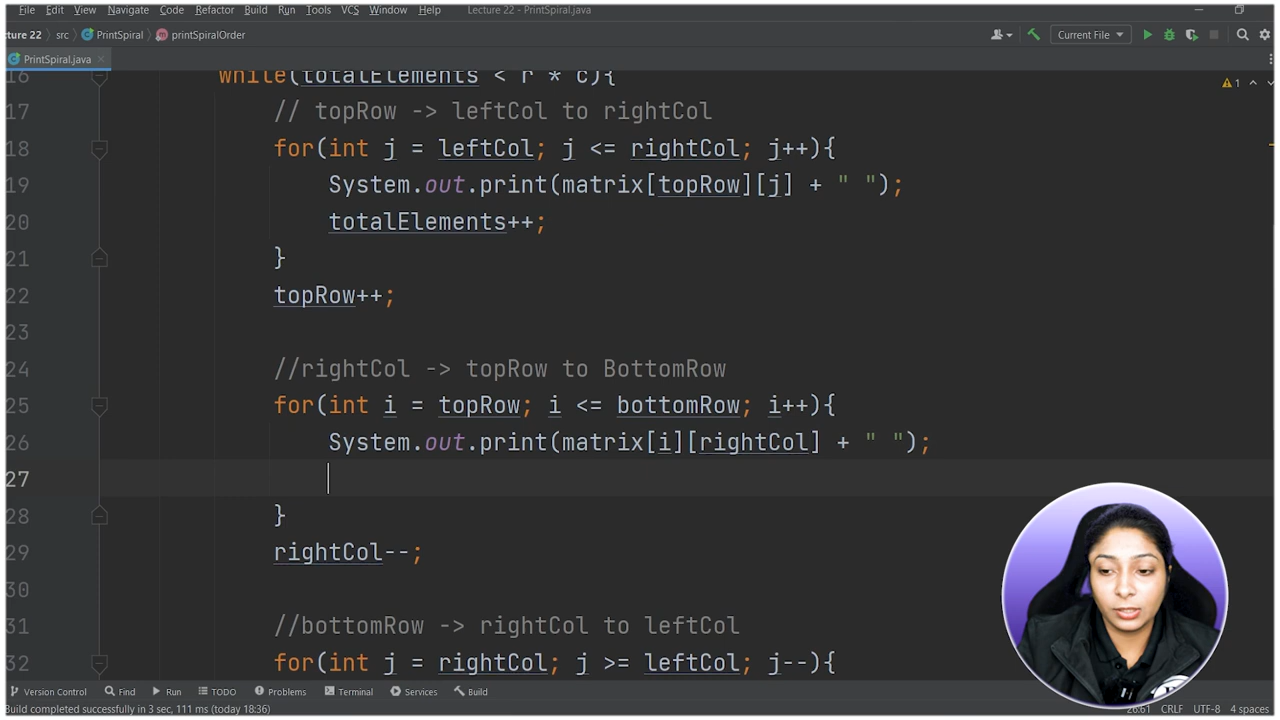 File Edit View Navigate Code Refactor Build Run Tools VCS Window Help Lecture 22 - PrintSpiral.java
cture 22 src PrintSpiral printSpiralOrder Current File
PrintSpiral.java
16 while(totalElements < r * c){ 1
17 // topRow -> leftCol to rightCol
18 for(int j = leftCol; j <= rightCol; j++){
19 System.out.print(matrix[topRow][j] + " ");
20 totalElements++;
21 }
22 topRow++;
23
24 //rightCol -> topRow to BottomRow
25 for(int i = topRow; i <= bottomRow; i++){
26 System.out.print(matrix[i][rightCol] + " ");
27
28 }
29 rightCol--;
30
31 //bottomRow -> rightCol to leftCol
32 for(int j = rightCol; j >= leftCol; j--){
Version Control Find Run TODO Problems Terminal Services Build
Build completed successfully in 3 sec, 111 ms (today 18:36) 26:61 CRLF UTF-8 4 spaces